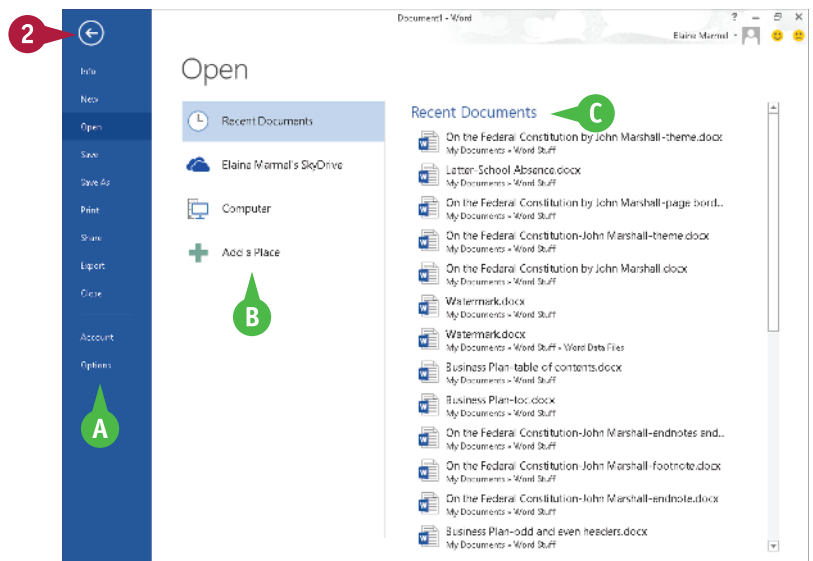 Document1 - Word
?
Elaine Marmel
2
Info
New
Open
Save
Save As
Print
Share
Export
Close
Account
Options
A
Open
Recent Documents
Elaine Marmel's SkyDrive
Computer
Add a Place
B
Recent Documents
C
On the Federal Constitution by John Marshall-theme.docx
My Documents » Word Stuff
Letter-School Absence.docx
My Documents » Word Stuff
On the Federal Constitution by John Marshall-page bord...
My Documents » Word Stuff
On the Federal Constitution-John Marshall-theme.docx
My Documents » Word Stuff
On the Federal Constitution by John Marshall.docx
My Documents » Word Stuff
Watermark.docx
My Documents » Word Stuff
Watermark.docx
My Documents » Word Stuff » Word Data Files
Business Plan-table of contents.docx
My Documents » Word Stuff
Business Plan-toc.docx
My Documents » Word Stuff
On the Federal Constitution-John Marshall-endnotes and...
My Documents » Word Stuff
On the Federal Constitution-John Marshall-footnote.docx
My Documents » Word Stuff
On the Federal Constitution-John Marshall-endnote.docx
My Documents » Word Stuff
Business Plan-odd and even headers.docx
My Documents » Word Stuff